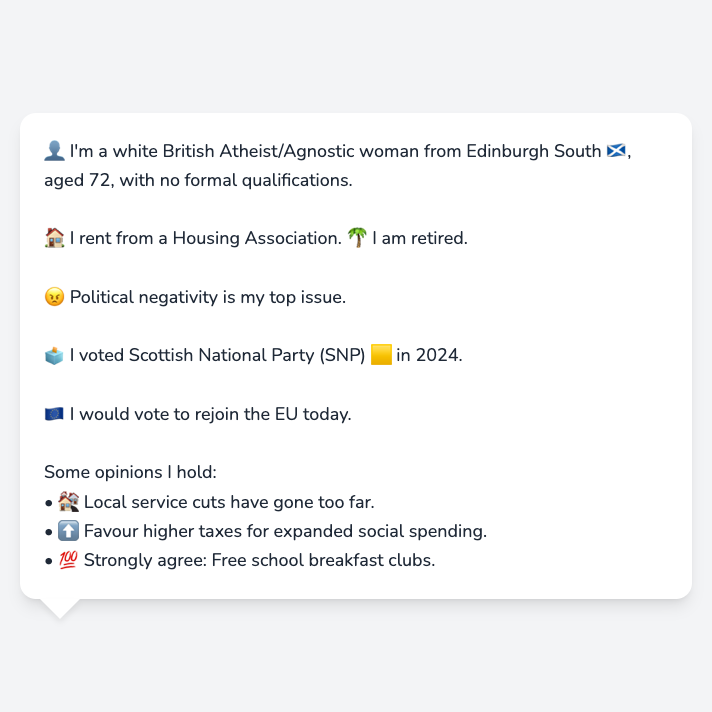 👤 I'm a white British Atheist/Agnostic woman from Edinburgh South 🏴󠁧󠁢󠁳󠁣󠁴󠁿,
aged 72, with no formal qualifications.
🏠 I rent from a Housing Association. 🌴 I am retired.
😠 Political negativity is my top issue.
🗳️ I voted Scottish National Party (SNP) 🟨 in 2024.
🇪🇺 I would vote to rejoin the EU today.
Some opinions I hold:
• 🏚️ Local service cuts have gone too far.
• ⬆️ Favour higher taxes for expanded social spending.
• 💯 Strongly agree: Free school breakfast clubs.